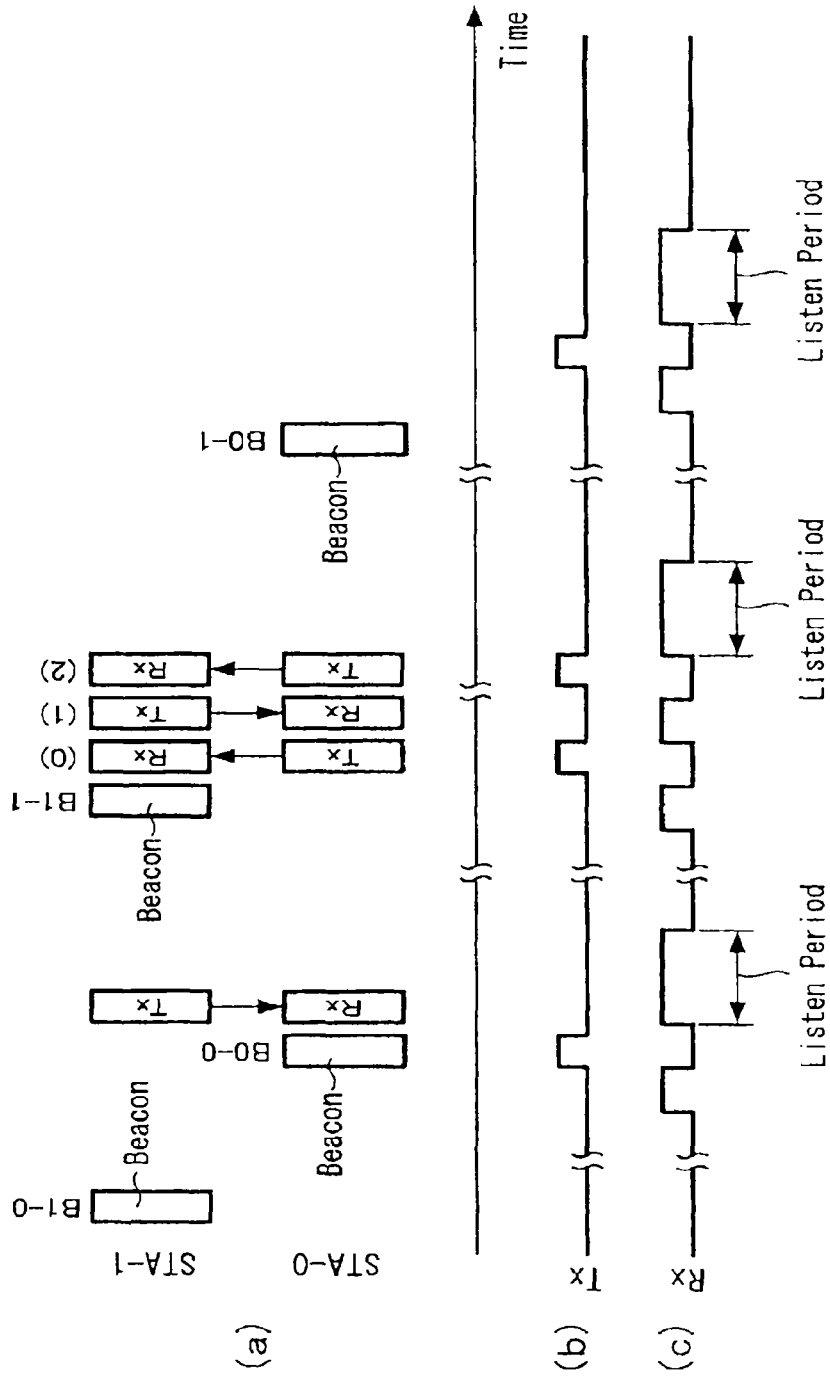 (a)
STA-1
STA-0
B1-0
Beacon
B0-0
Beacon
Tx
Rx
B1-1
Beacon
(0)
(1)
(2)
Rx
Tx
Rx
Tx
Rx
Tx
B0-1
Beacon
Time
(b)
Tx
(c)
Rx
Listen Period
Listen Period
Listen Period